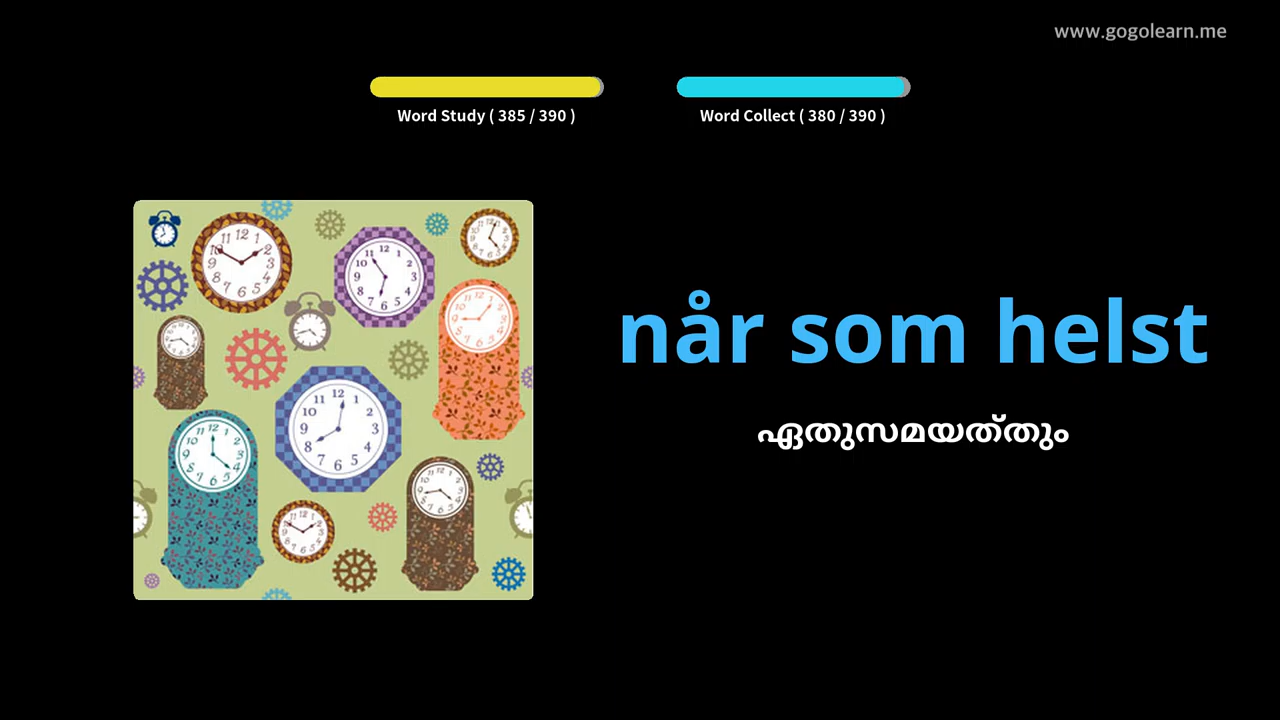 www.gogolearn.me
Word Study ( 385 / 390 )
Word Collect ( 380 / 390 )
når som helst
ഏതുസമയത്തും